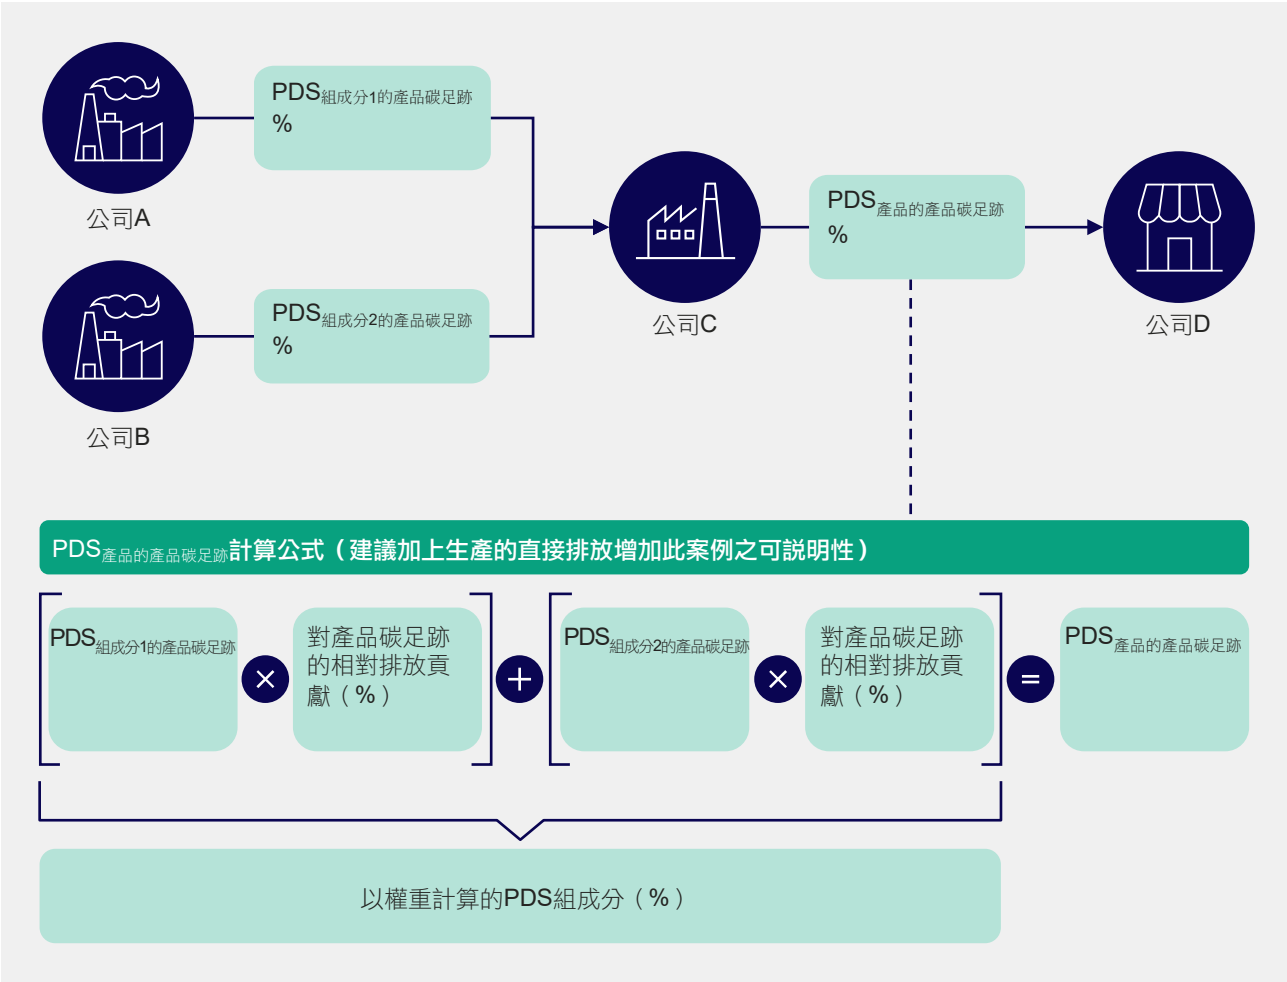 PDS組成分1的產品碳足跡
%
公司A
PDS組成分2的產品碳足跡
%
公司B
公司C
PDS產品的產品碳足跡
%
公司D
PDS產品的產品碳足跡計算公式（建議加上生產的直接排放增加此案例之可説明性）
PDS組成分1的產品碳足跡
×
對產品碳足跡
的相對排放貢
獻（%）
+
PDS組成分2的產品碳足跡
×
對產品碳足跡
的相對排放貢
獻（%）
=
PDS產品的產品碳足跡
以權重計算的PDS組成分（%）